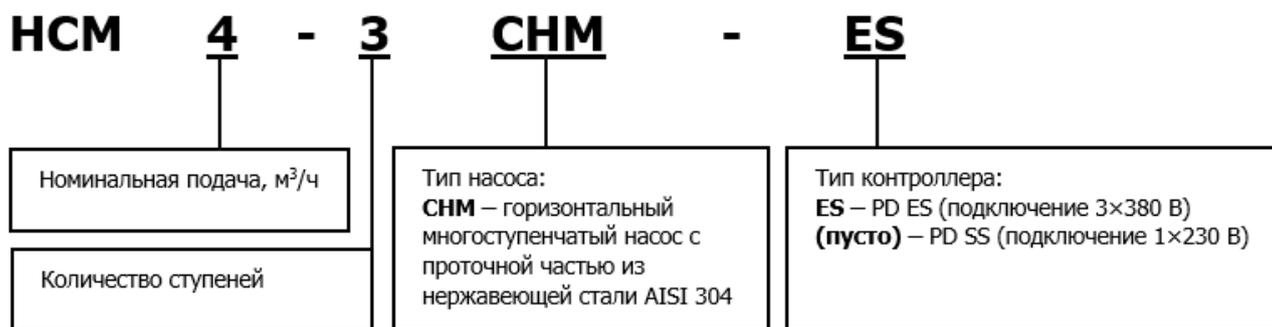 НСМ 4 - 3 CHM - ES
Номинальная подача, м³/ч
Количество ступеней
Тип насоса:
CHM – горизонтальный
многоступенчатый насос с
проточной частью из
нержавеющей стали AISI 304
Тип контроллера:
ES – PD ES (подключение 3×380 В)
(пусто) – PD SS (подключение 1×230 В)